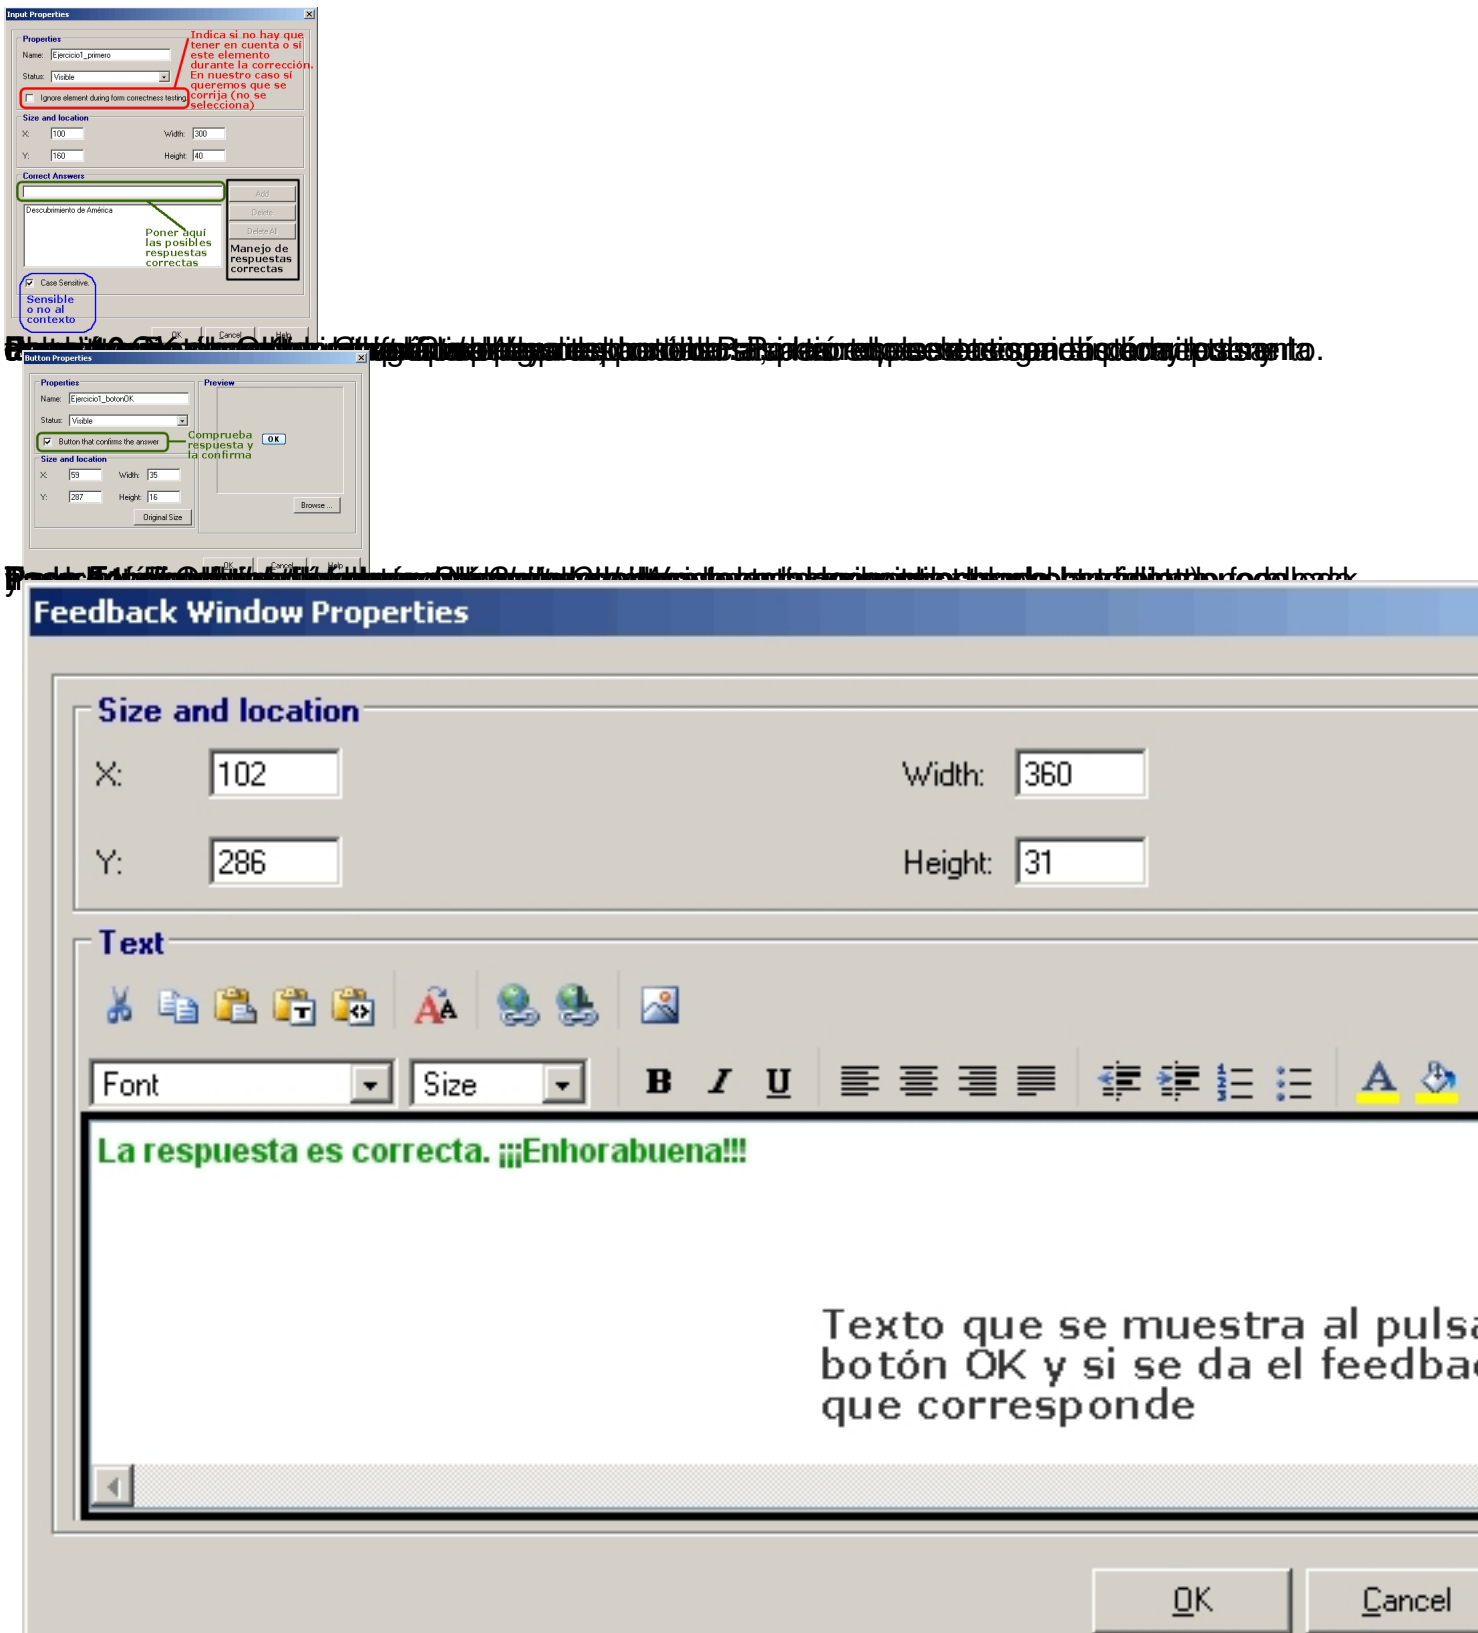 Input Properties
Properties
Name: Ejercicio1_primero
Status: Visible
Ignore element during form correctness testing
Indica si no hay que
tener en cuenta o sí
este elemento
durante la corrección.
En nuestro caso sí
queremos que se
corrija (no se
selecciona)
Size and location
X: 100 Width: 300
Y: 160 Height: 40
Correct Answers
Add
Descubrimiento de América
Delete
Delete All
Poner aquí
las posibles
respuestas
correctas
Manejo de
respuestas
correctas
Case Sensitive.
Sensible
o no al
contexto
OK Cancel Help
Button Properties
Properties
Name: Ejercicio1_botonOK
Status: Visible
Button that confirms the answer
Comprueba
respuesta y
la confirma
Preview
OK
Size and location
X: 59 Width: 35
Y: 287 Height: 16
Original Size
Browse ...
OK Cancel Help
Feedback Window Properties
Size and location
X: 102 Width: 360
Y: 286 Height: 31
Text
Font Size B I U
La respuesta es correcta. ¡¡¡Enhorabuena!!!
Texto que se muestra al
botón OK y si se da el
que corresponde
OK Cancel